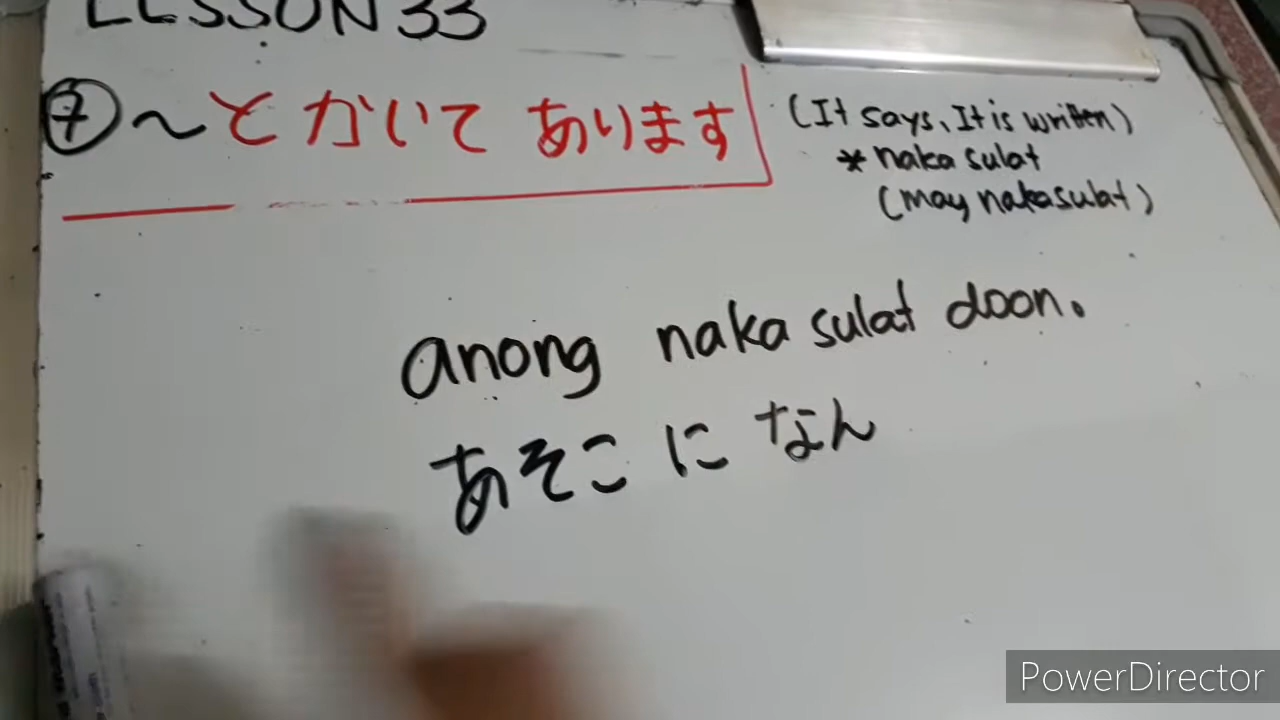 LESSON 33
⑦ ～と かいて あります
(It says, It is written)
* naka sulat
(may nakasulat)
anong naka sulat doon.
あそこ に なん
PowerDirector